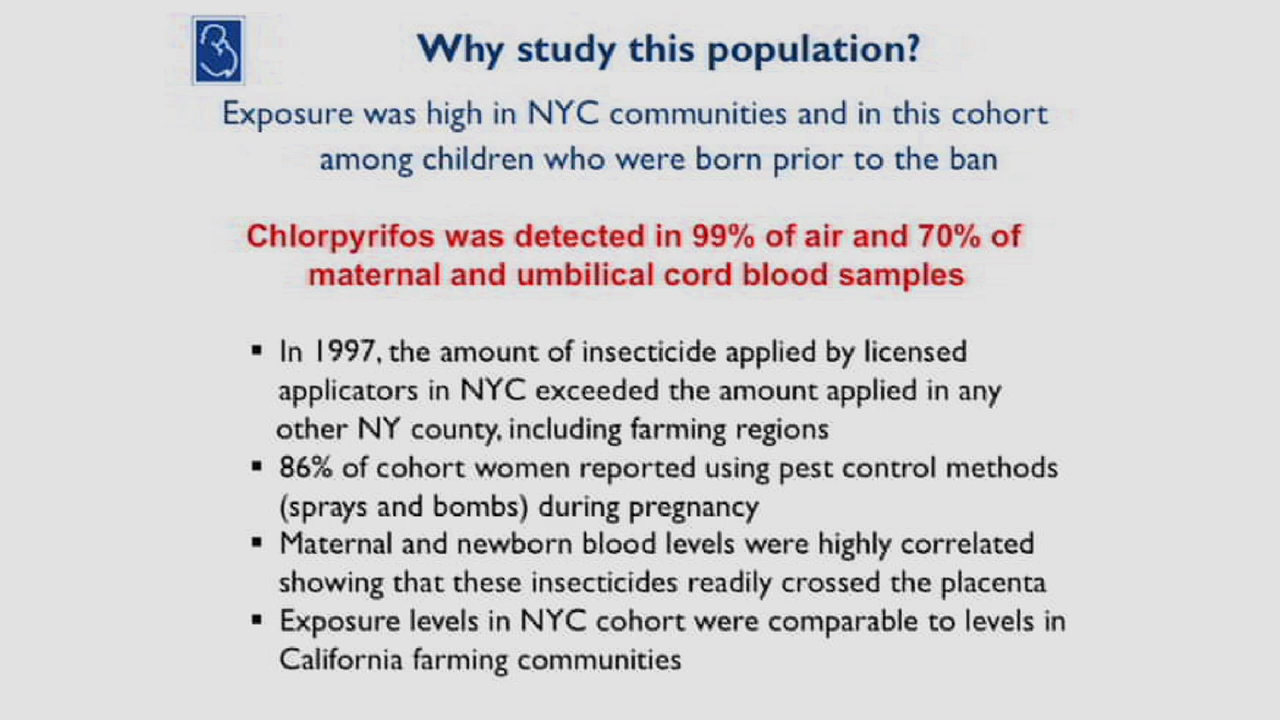 Why study this population?
Exposure was high in NYC communities and in this cohort
among children who were born prior to the ban
Chlorpyrifos was detected in 99% of air and 70% of
maternal and umbilical cord blood samples
▪ In 1997, the amount of insecticide applied by licensed
applicators in NYC exceeded the amount applied in any
other NY county, including farming regions
▪ 86% of cohort women reported using pest control methods
(sprays and bombs) during pregnancy
▪ Maternal and newborn blood levels were highly correlated
showing that these insecticides readily crossed the placenta
▪ Exposure levels in NYC cohort were comparable to levels in
California farming communities